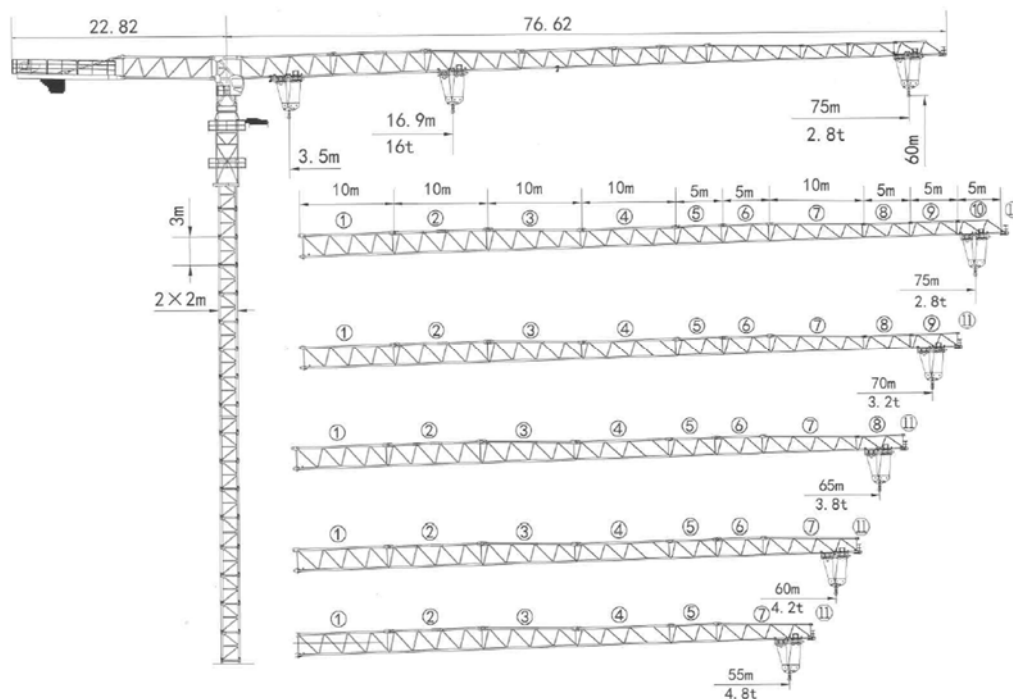 22.82 76.62
16.9m
16t
3.5m
75m
2.8t
60m
10m 10m 10m 10m 5m 5m 10m 5m 5m 5m
① ② ③ ④ ⑤ ⑥ ⑦ ⑧ ⑨ ⑩
3m
2×2m
75m
2.8t
① ② ③ ④ ⑤ ⑥ ⑦ ⑧ ⑨ ⑪
70m
3.2t
① ② ③ ④ ⑤ ⑥ ⑦ ⑧ ⑪
65m
3.8t
① ② ③ ④ ⑤ ⑥ ⑦ ⑪
60m
4.2t
① ② ③ ④ ⑤ ⑦ ⑪
55m
4.8t